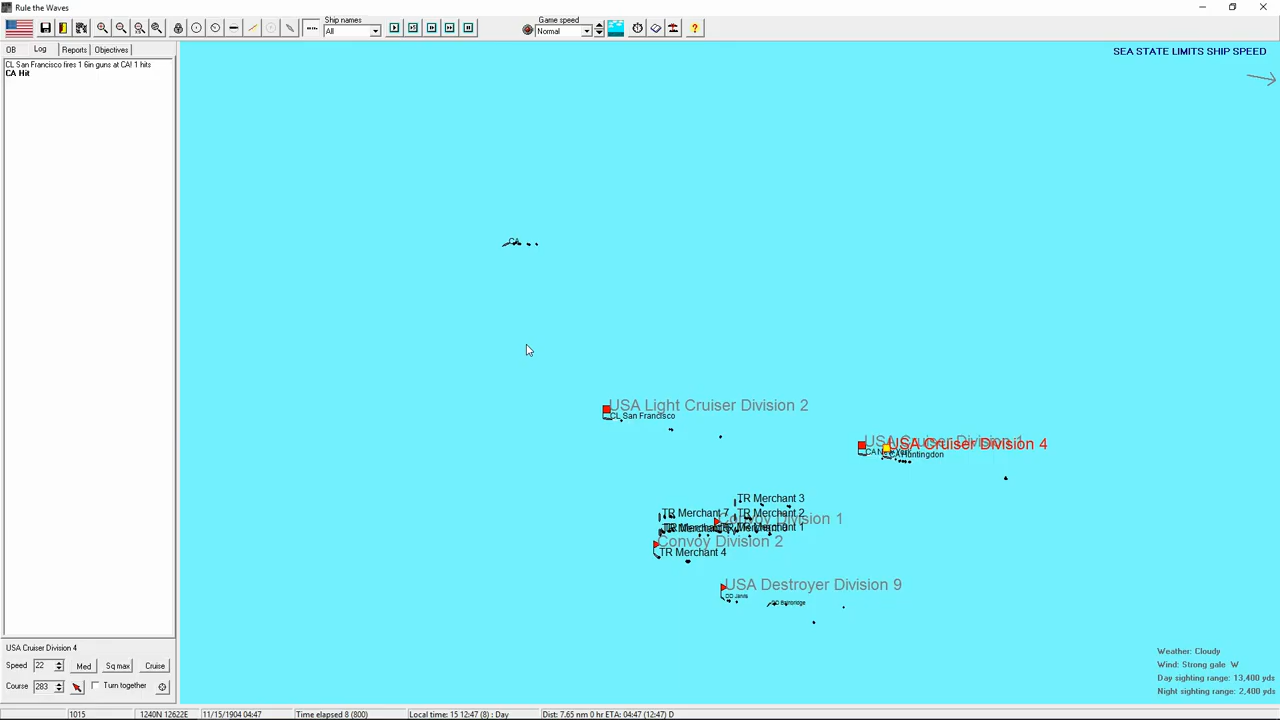 Rule the Waves
Ship names
All
Game speed
Normal
SEA STATE LIMITS SHIP SPEED
OB Log Reports Objectives
CL San Francisco fires 1 6in guns at CA! 1 hits
CA Hit
CA
USA Light Cruiser Division 2
CL San Francisco
USA Cruiser Division 4
CA Huntingdon
TR Merchant 3
TR Merchant 7
TR Merchant 2
Division 1
Convoy Division 2
TR Merchant 4
USA Destroyer Division 9
DD Bainbridge
USA Cruiser Division 4
Speed 22 Med Sq max Cruise
Course 283 Turn together
Weather: Cloudy
Wind: Strong gale W
Day sighting range: 13,400 yds
Night sighting range: 2,400 yds
1015 1240N 12622E 11/15/1904 04:47 Time elapsed 8 (800) Local time: 15 12:47 (8) : Day Dist: 7.65 nm 0 hr ETA: 04:47 (12:47) D